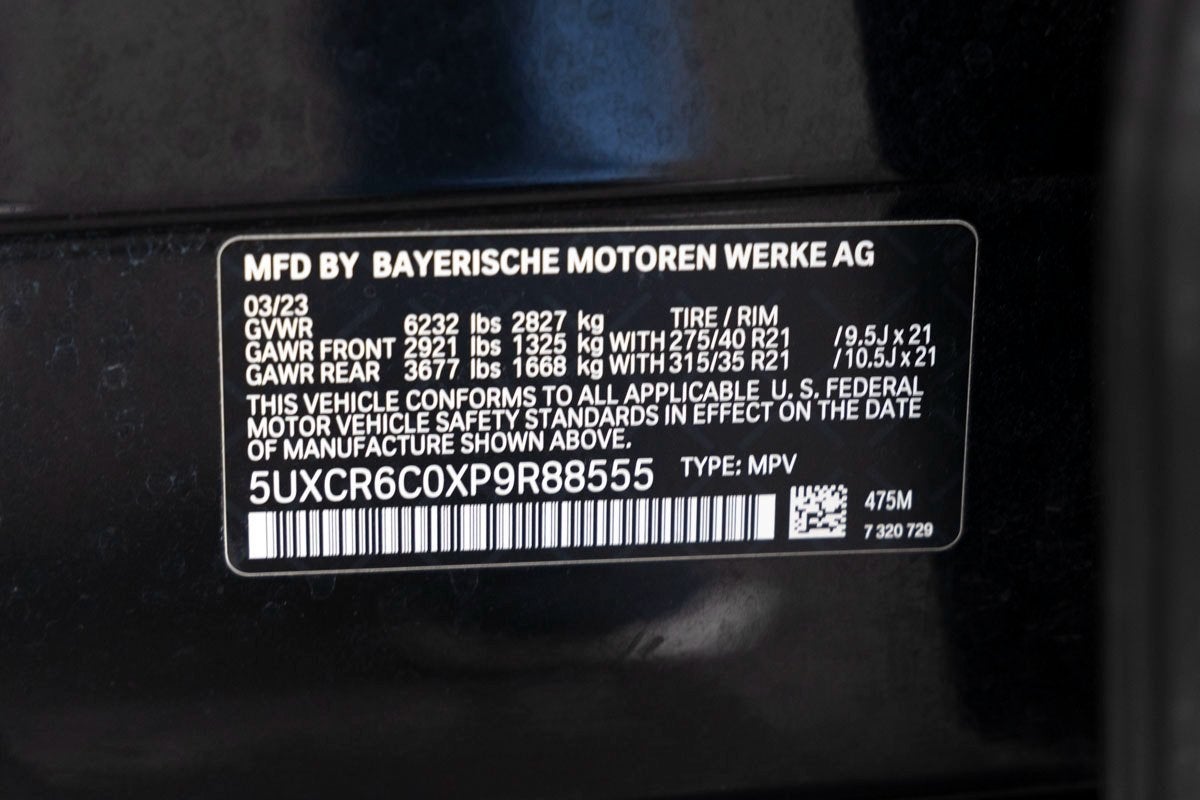 MFD BY BAYERISCHE MOTOREN WERKE AG
03/23
GVWR 6232 lbs 2827 kg TIRE / RIM
GAWR FRONT 2921 lbs 1325 kg WITH 275/40 R21 /9.5J x 21
GAWR REAR 3677 lbs 1668 kg WITH 315/35 R21 /10.5J x 21
THIS VEHICLE CONFORMS TO ALL APPLICABLE U. S. FEDERAL
MOTOR VEHICLE SAFETY STANDARDS IN EFFECT ON THE DATE
OF MANUFACTURE SHOWN ABOVE.
5UXCR6C0XP9R88555 TYPE: MPV
475M
7 320 729